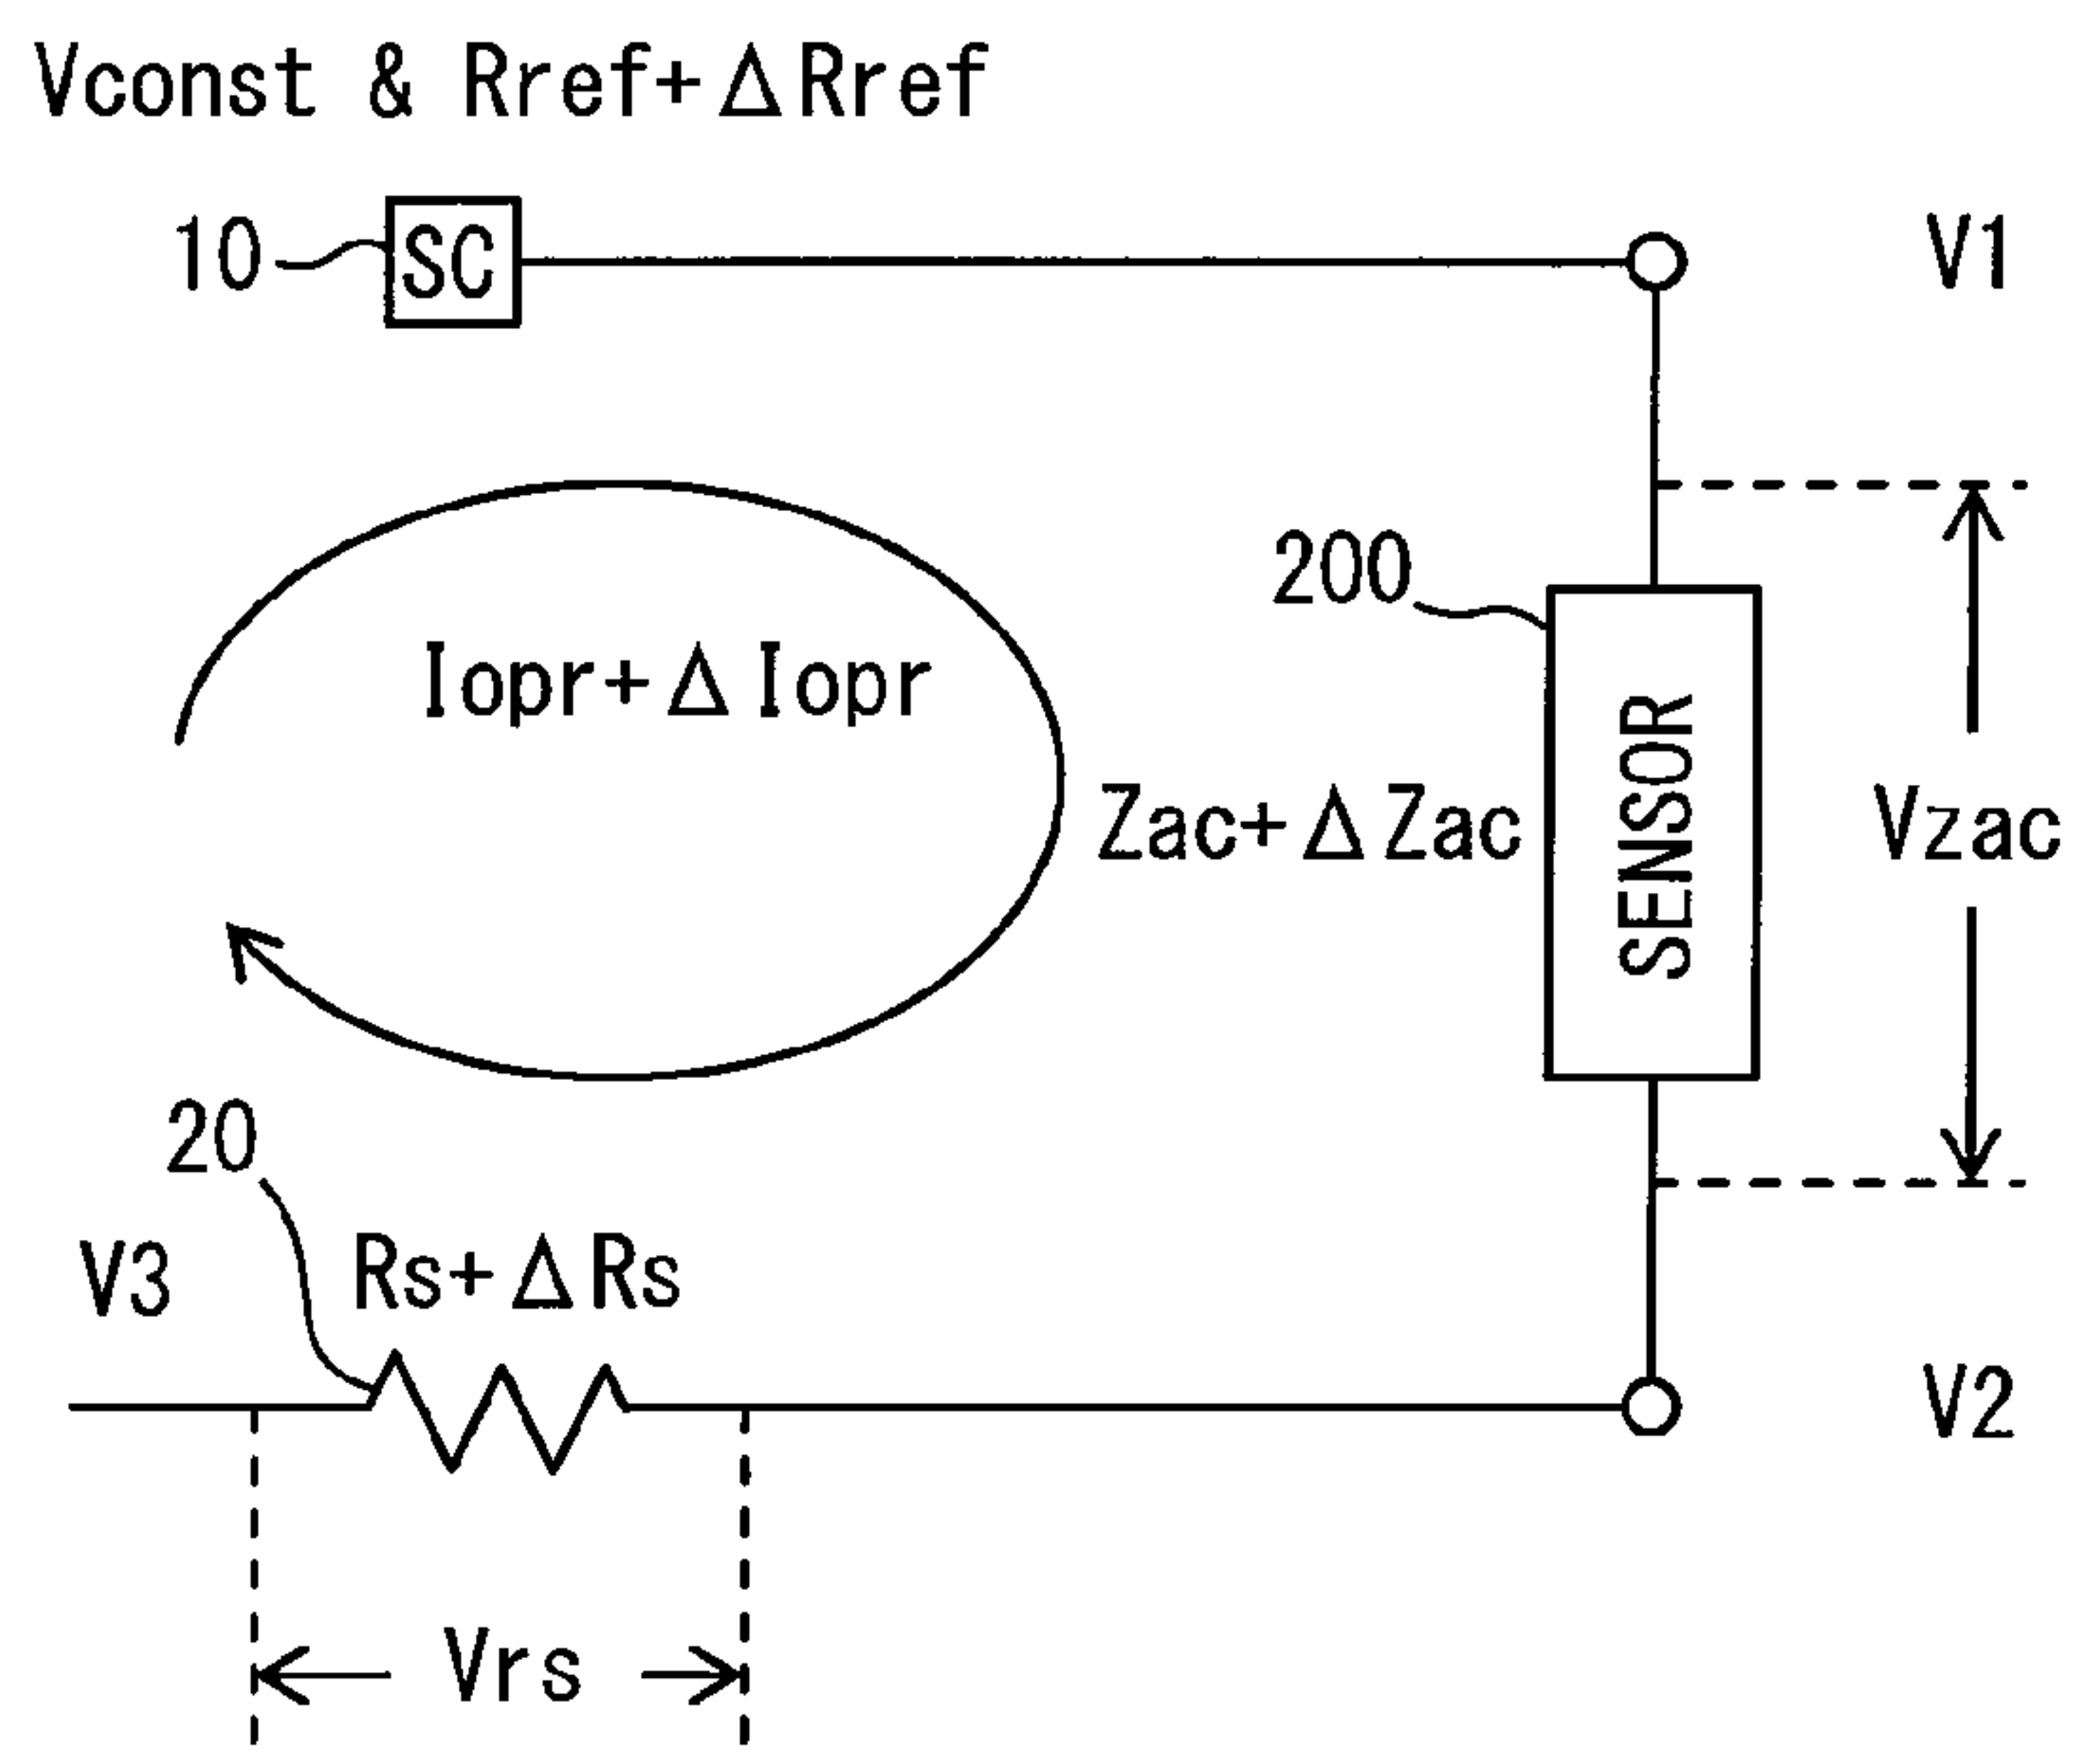 Vconst & Rref+ΔRref
10
SC
V1
200
Iopr+ΔIopr
SENSOR
Zac+ΔZac
Vzac
20
V3
Rs+ΔRs
V2
Vrs